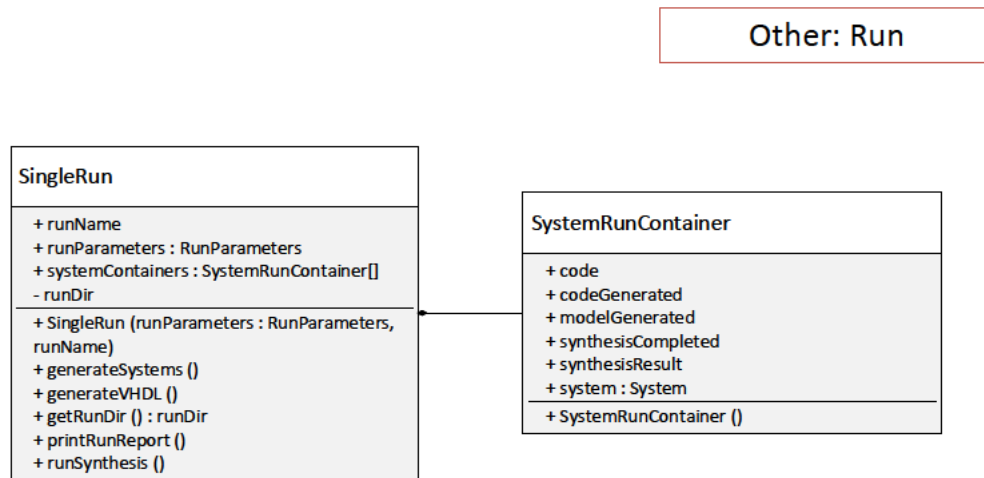 Other: Run
SingleRun
+ runName
+ runParameters : RunParameters
+ systemContainers : SystemRunContainer[]
- runDir
+ SingleRun (runParameters : RunParameters,
runName)
+ generateSystems ()
+ generateVHDL ()
+ getRunDir () : runDir
+ printRunReport ()
+ runSynthesis ()
SystemRunContainer
+ code
+ codeGenerated
+ modelGenerated
+ synthesisCompleted
+ synthesisResult
+ system : System
+ SystemRunContainer ()